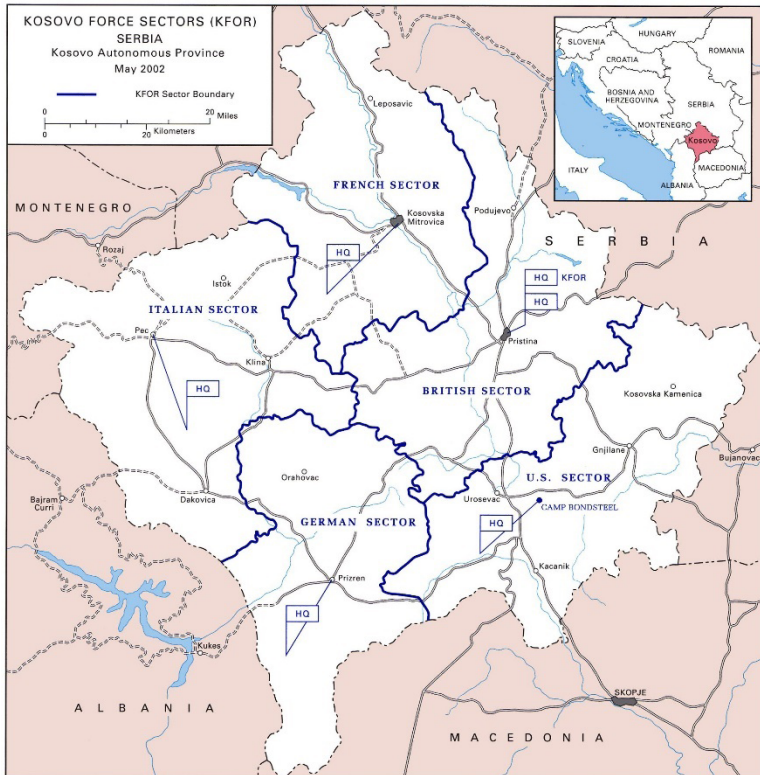 KOSOVO FORCE SECTORS (KFOR)
SERBIA
Kosovo Autonomous Province
May 2002
KFOR Sector Boundary
0 20 Miles
0 20
Kilometers
HUNGARY
SLOVENIA
ROMANIA
CROATIA
BOSNIA AND
HERZEGOVINA
SERBIA
MONTENEGRO
Kosovo
ITALY
MACEDONIA
ALBANIA
Leposavic
FRENCH SECTOR
MONTENEGRO
Kosovska
Mitrovica
Podujevo
Rozaj
SERBIA
HQ
HQ KFOR
HQ
Istok
ITALIAN SECTOR
Pec
Pristina
Klina
BRITISH SECTOR
HQ
Kosovska Kamenica
Gnjilane
Bujanovac
Orahovac
U.S. SECTOR
Bajram
Curri
Dakovica
Urosevac
CAMP BONDSTEEL
GERMAN SECTOR
HQ
Kacanik
Prizren
HQ
Kukes
SKOPJE
ALBANIA
MACEDONIA